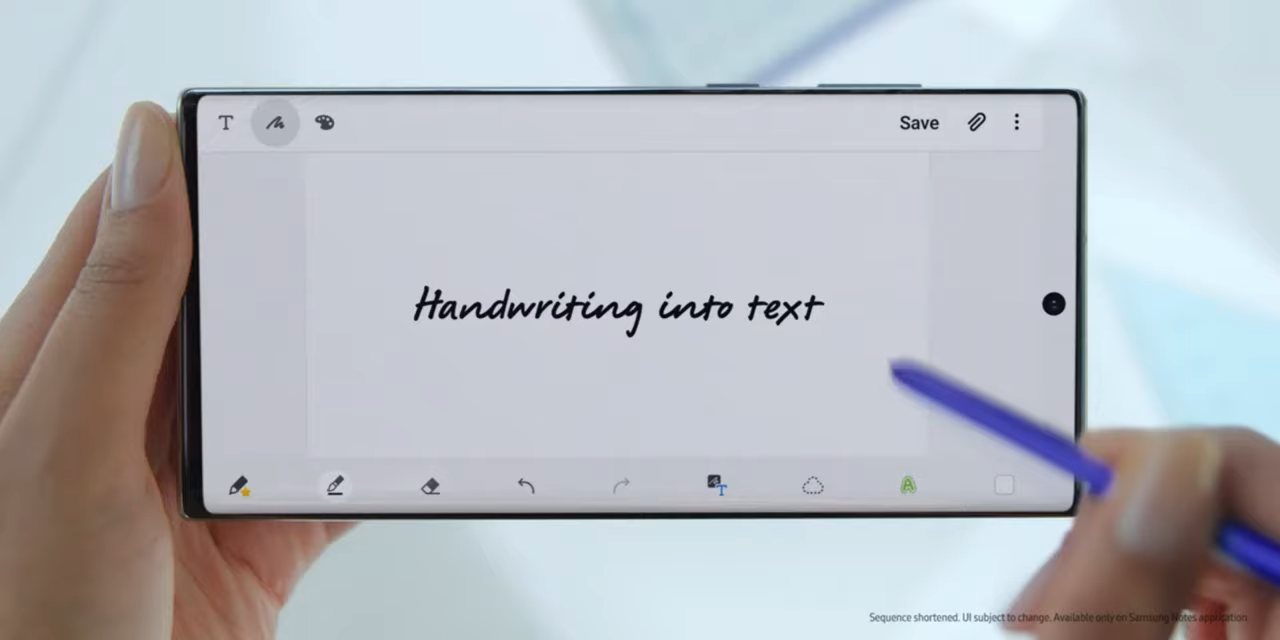 T
Save
Handwriting into text
T
A
Sequence shortened. UI subject to change. Available only on Samsung Notes application.